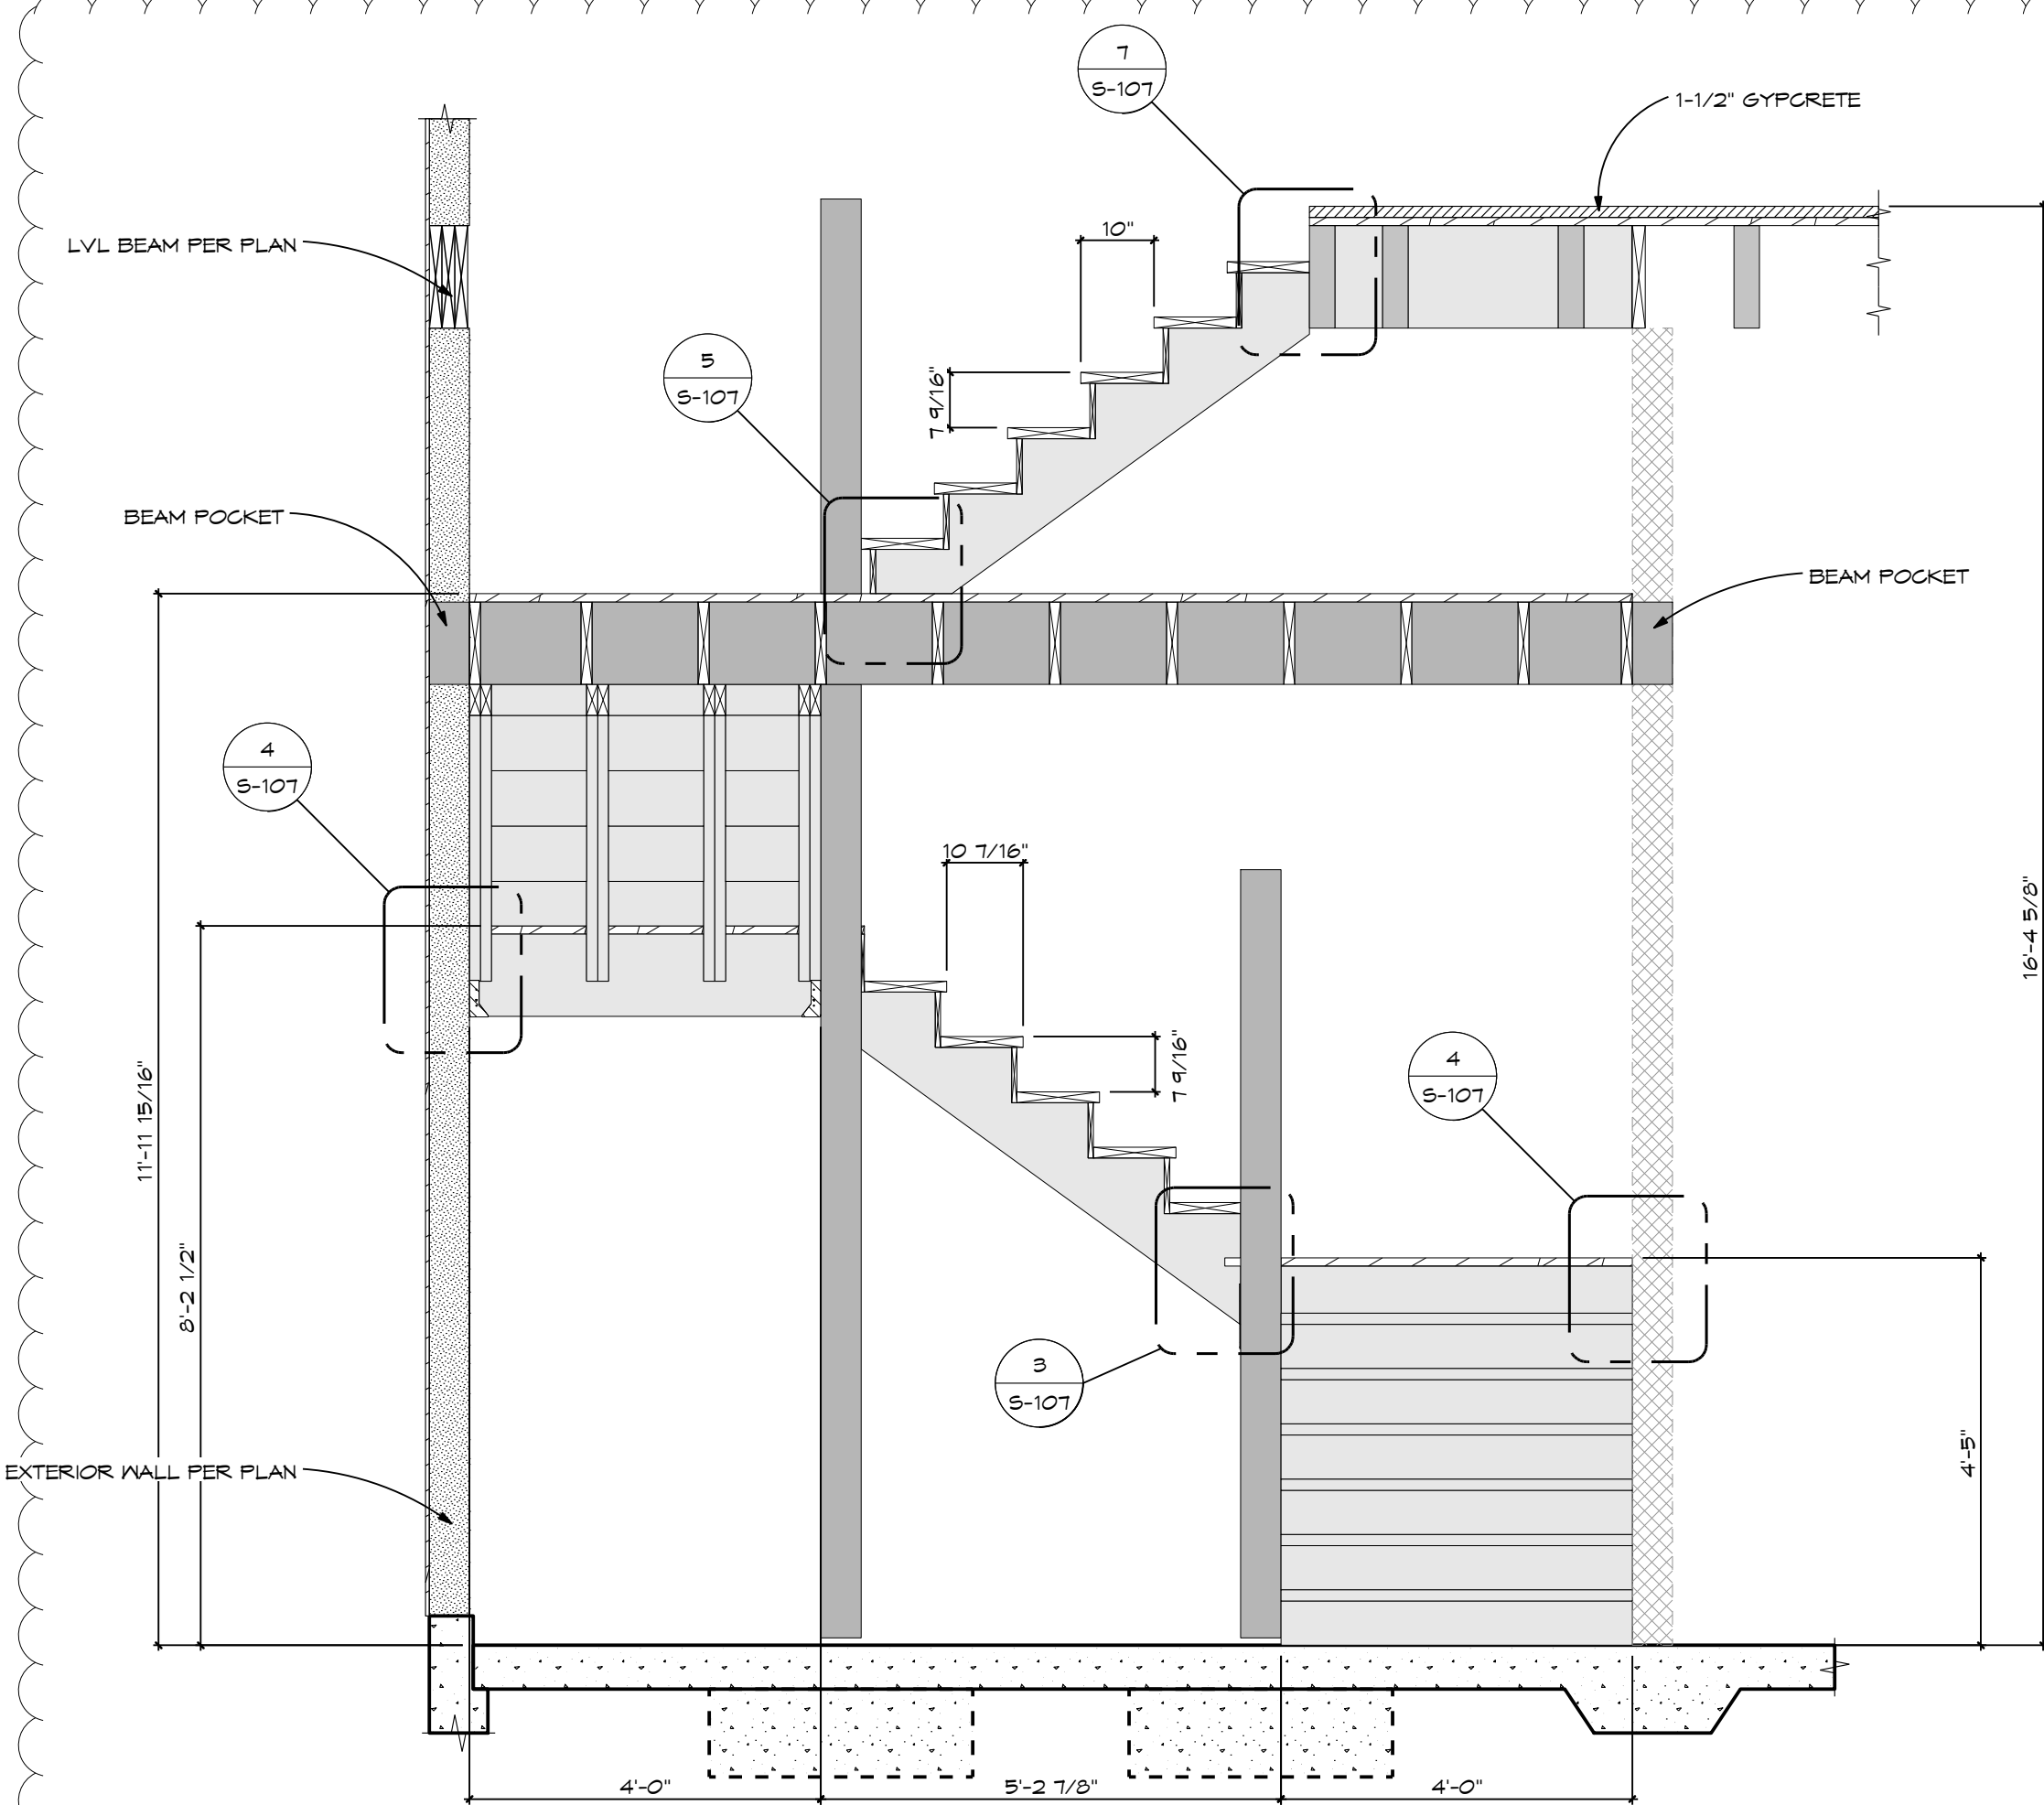 7
S-107
1-1/2" GYPCRETE
LVL BEAM PER PLAN
10"
5
S-107
7 9/16"
BEAM POCKET
BEAM POCKET
4
S-107
10 7/16"
16'-4 5/8"
7 9/16"
4
S-107
11'-11 15/16"
8'-2 1/2"
3
S-107
4'-5"
EXTERIOR WALL PER PLAN
4'-0"
5'-2 7/8"
4'-0"